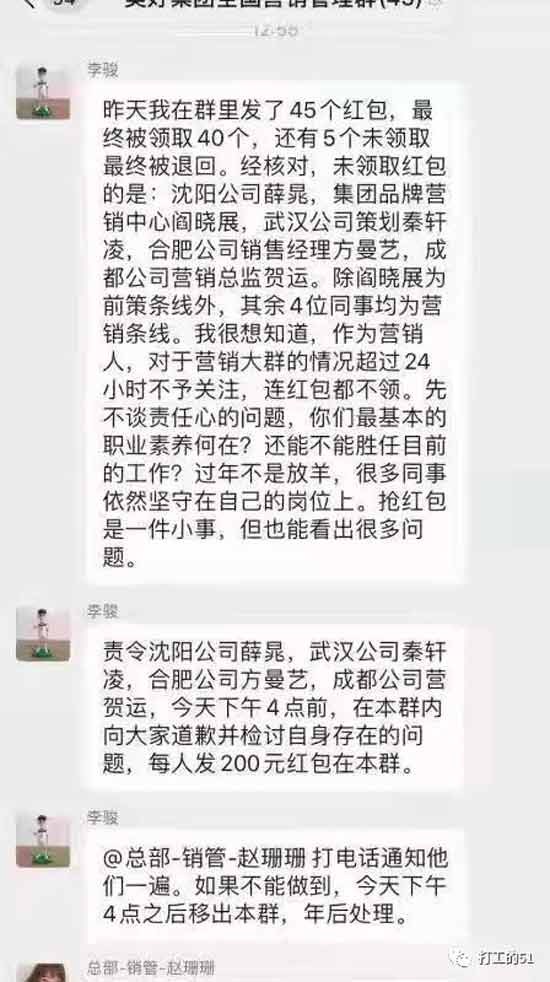 12:56
李骏
昨天我在群里发了45个红包，最
终被领取40个，还有5个未领取
最终被退回。经核对，未领取红包
的是：沈阳公司薛晁，集团品牌营
销中心阎晓展，武汉公司策划秦轩
凌，合肥公司销售经理方曼艺，成
都公司营销总监贺运。除阎晓展为
前策条线外，其余4位同事均为营
销条线。我很想知道，作为营销
人，对于营销大群的情况超过24
小时不予关注，连红包都不领。先
不谈责任心的问题，你们最基本的
职业素养何在？还能不能胜任目前
的工作？过年不是放羊，很多同事
依然坚守在自己的岗位上。抢红包
是一件小事，但也能看出很多问
题。
李骏
责令沈阳公司薛晁，武汉公司秦轩
凌，合肥公司方曼艺，成都公司营
贺运，今天下午4点前，在本群内
向大家道歉并检讨自身存在的问
题，每人发200元红包在本群。
李骏
@总部-销管-赵珊珊 打电话通知他
们一遍。如果不能做到，今天下午
4点之后移出本群，年后处理。
总部-销管-赵珊珊
打工的51